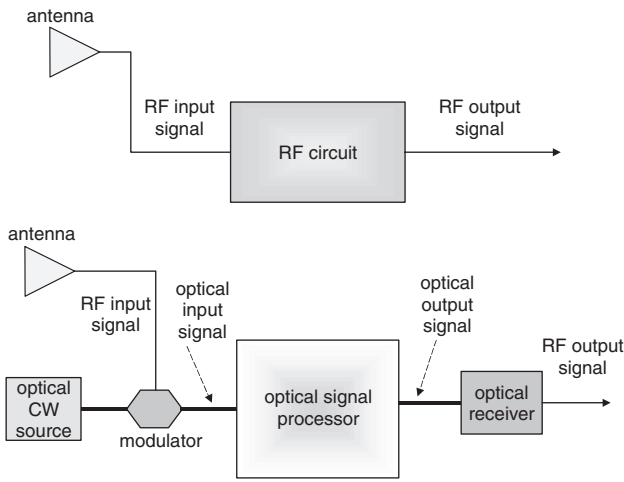 antenna
RF input
signal
RF circuit
RF output
signal
antenna
RF input
signal
optical
input
signal
optical
output
signal
RF output
signal
optical
CW
source
modulator
optical signal
processor
optical
receiver